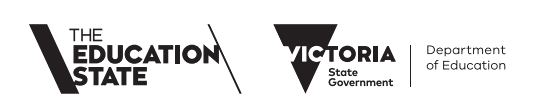 THE
EDUCATION
STATE
VICTORIA
State
Government
Department
of Education